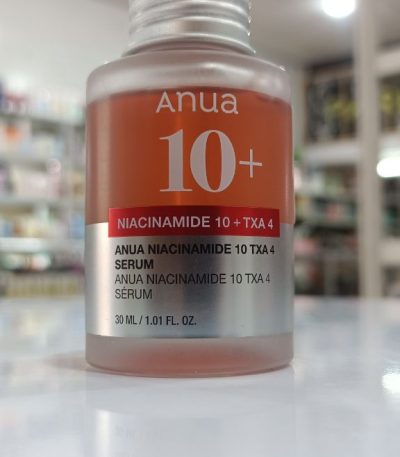 Anua
10+
NIACINAMIDE 10 + TXA 4
ANUA NIACINAMIDE 10 TXA 4
SERUM
ANUA NIACINAMIDE 10 TXA 4
SÉRUM
30 ML / 1.01 FL. OZ.